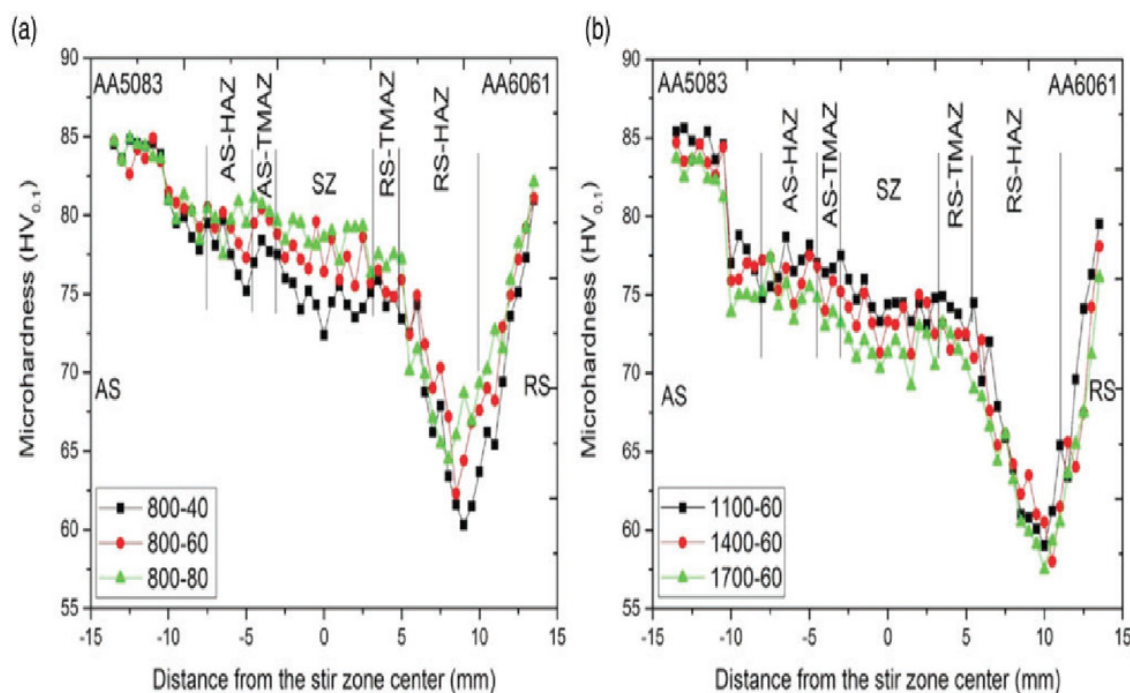 (a)
90
85
80
75
70
65
60
55
Microhardness (HV0.1)
AA5083
AA6061
AS-HAZ
AS-TMAZ
SZ
RS-TMAZ
RS-HAZ
AS
RS
800-40
800-60
800-80
-15 -10 -5 0 5 10 15
Distance from the stir zone center (mm)
(b)
90
85
80
75
70
65
60
55
Microhardness (HV0.1)
AA5083
AA6061
AS-HAZ
AS-TMAZ
SZ
RS-TMAZ
RS-HAZ
AS
RS
1100-60
1400-60
1700-60
-15 -10 -5 0 5 10 15
Distance from the stir zone center (mm)